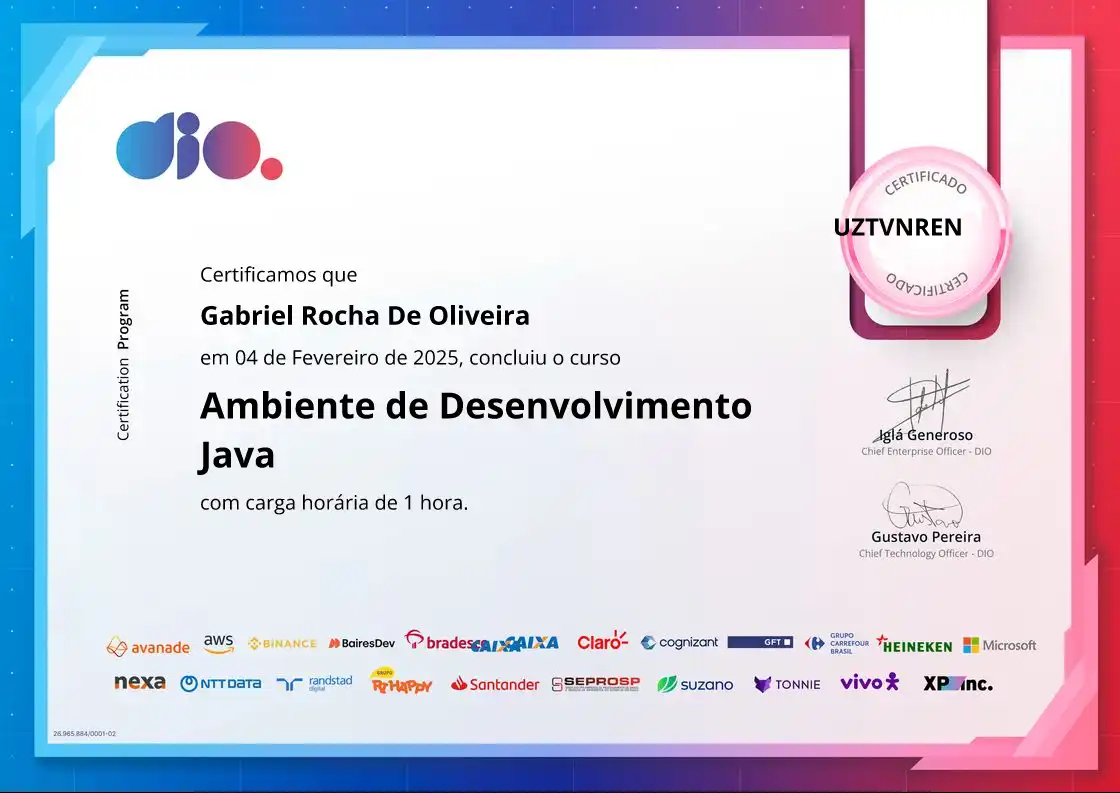 dio.
CERTIFICADO
UZTVNREN
CERTIFICADO
Certificamos que
Gabriel Rocha De Oliveira
em 04 de Fevereiro de 2025, concluiu o curso
Ambiente de Desenvolvimento
Java
com carga horária de 1 hora.
Certification Program
Iglá Generoso
Chief Enterprise Officer - DIO
Gustavo Pereira
Chief Technology Officer - DIO
avanade aws BINANCE BairesDev bradesco CAIXA CAIXA Claro cognizant GFT GRUPO CARREFOUR BRASIL HEINEKEN Microsoft
nexa NTT DATA randstad digital GRUPO RIHAPPY Santander SEPROSP suzano TONNIE vivo XP inc.
26.965.884/0001-02